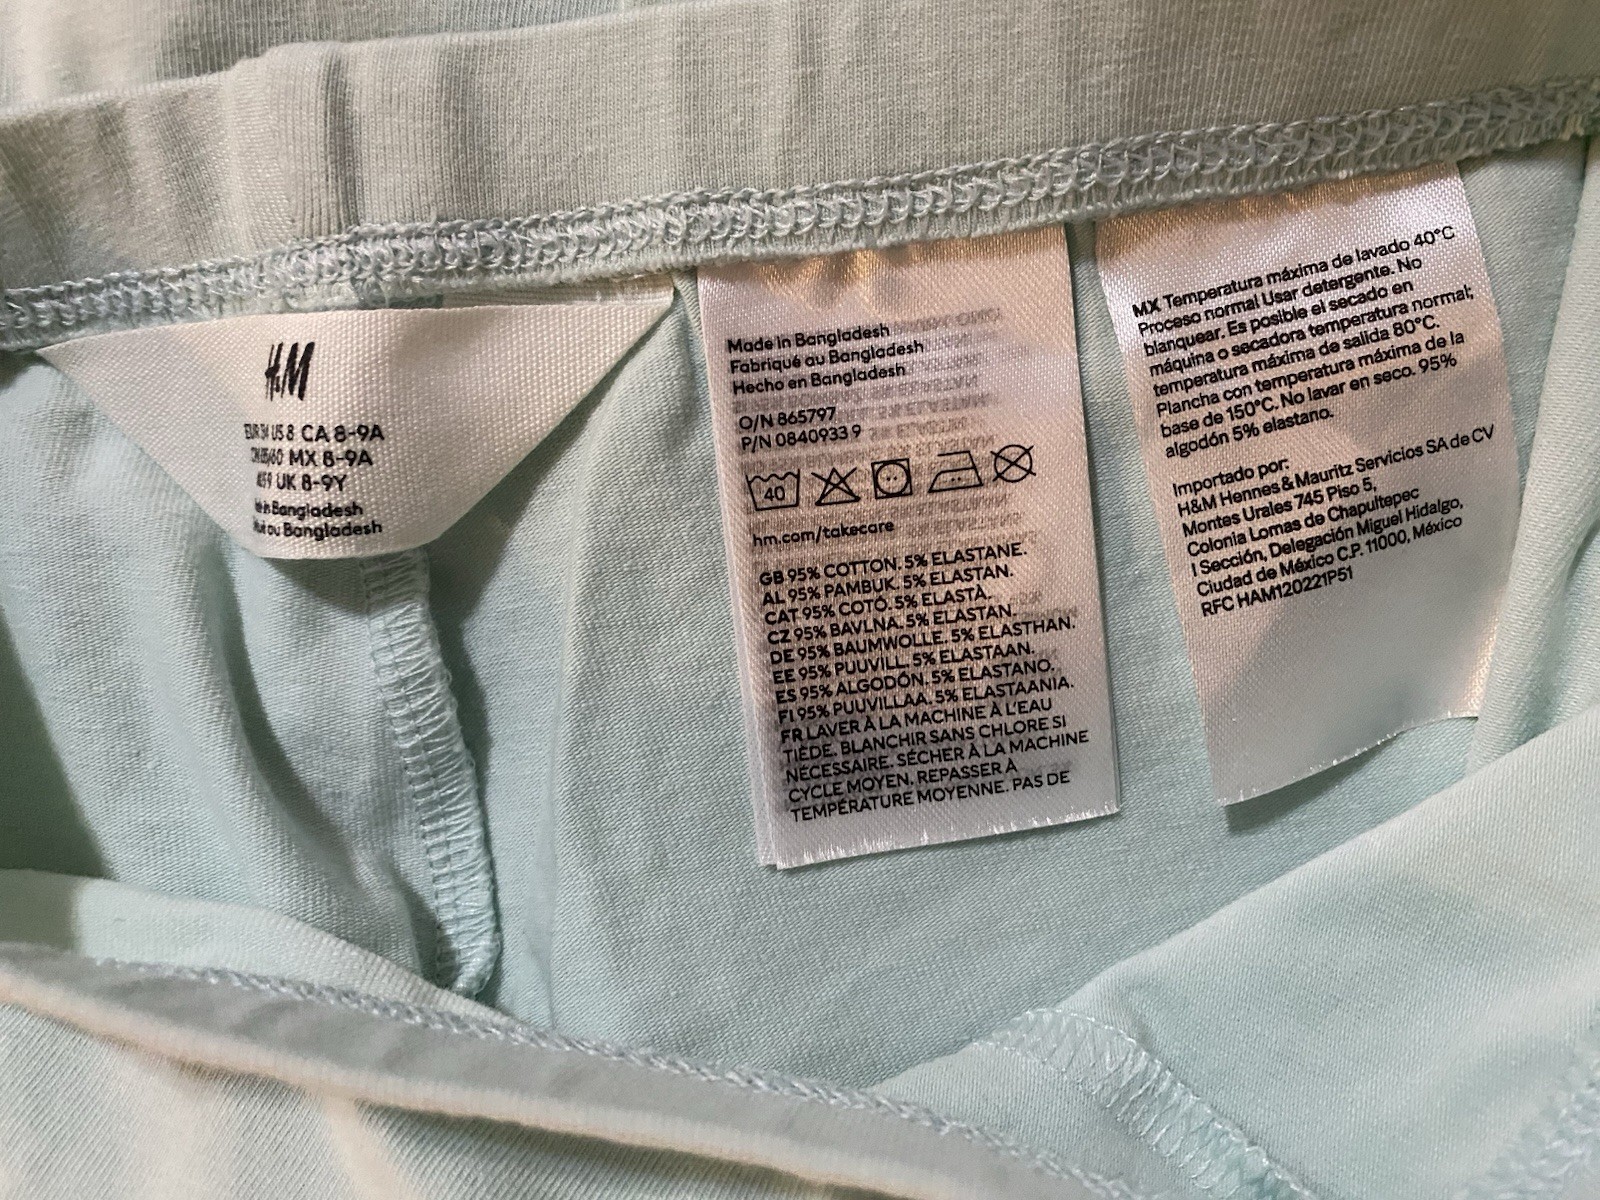 H&M
US 8 CA 8-9A
MX 8-9A
UK 8-9Y
Bangladesh
au Bangladesh
Made in Bangladesh
Fabriqué au Bangladesh
Hecho en Bangladesh
O/N 865797
P/N 0840933 9
40
hm.com/takecare
GB 95% COTTON. 5% ELASTANE.
AL 95% PAMBUK. 5% ELASTAN.
CAT 95% COTÓ. 5% ELASTÀ.
CZ 95% BAVLNA. 5% ELASTAN.
DE 95% BAUMWOLLE. 5% ELASTHAN.
EE 95% PUUVILL. 5% ELASTAAN.
ES 95% ALGODÓN. 5% ELASTANO.
FI 95% PUUVILLAA. 5% ELASTAANIA.
FR LAVER À LA MACHINE À L'EAU
TIÈDE. BLANCHIR SANS CHLORE SI
NÉCESSAIRE. SÉCHER À LA MACHINE
CYCLE MOYEN. REPASSER À
TEMPÉRATURE MOYENNE. PAS DE
MX Temperatura máxima de lavado 40°C
Proceso normal Usar detergente. No
blanquear. Es posible el secado en
máquina o secadora temperatura normal;
temperatura máxima de salida 80°C.
Plancha con temperatura máxima de la
base de 150°C. No lavar en seco. 95%
algodón 5% elastano.
Importado por:
H&M Hennes & Mauritz Servicios SA de CV
Montes Urales 745 Piso 5,
Colonia Lomas de Chapultepec
I Sección, Delegación Miguel Hidalgo,
Ciudad de México C.P. 11000, México
RFC HAM120221P51